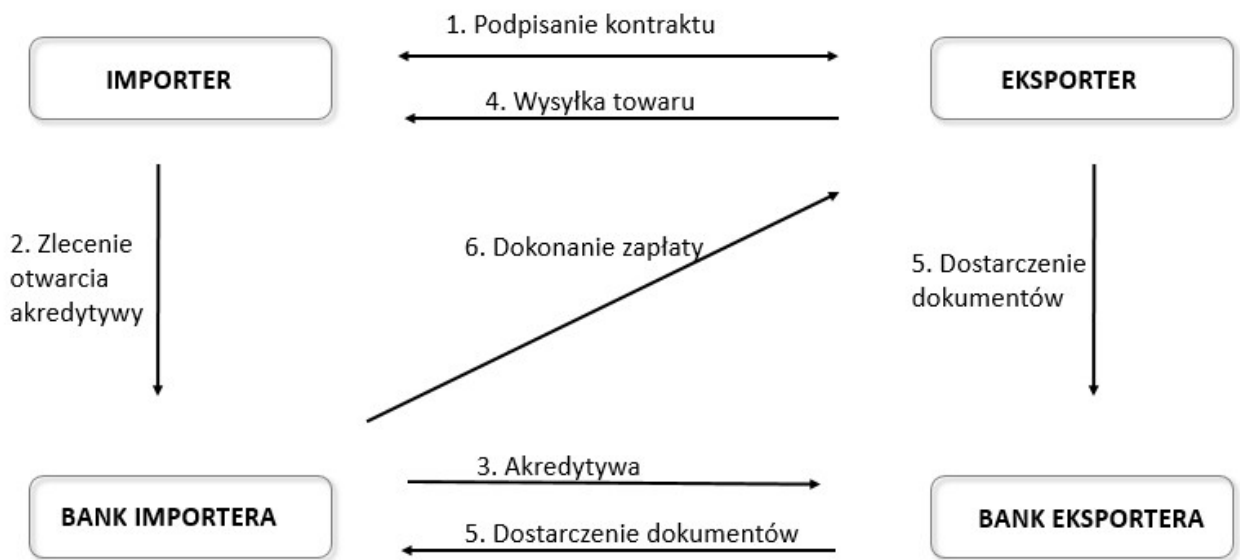 1. Podpisanie kontraktu
IMPORTER
EKSPORTER
4. Wysyłka towaru
2. Zlecenie
otwarcia
akredytywy
6. Dokonanie zapłaty
5. Dostarczenie
dokumentów
3. Akredytywa
BANK IMPORTERA
BANK EKSPORTERA
5. Dostarczenie dokumentów